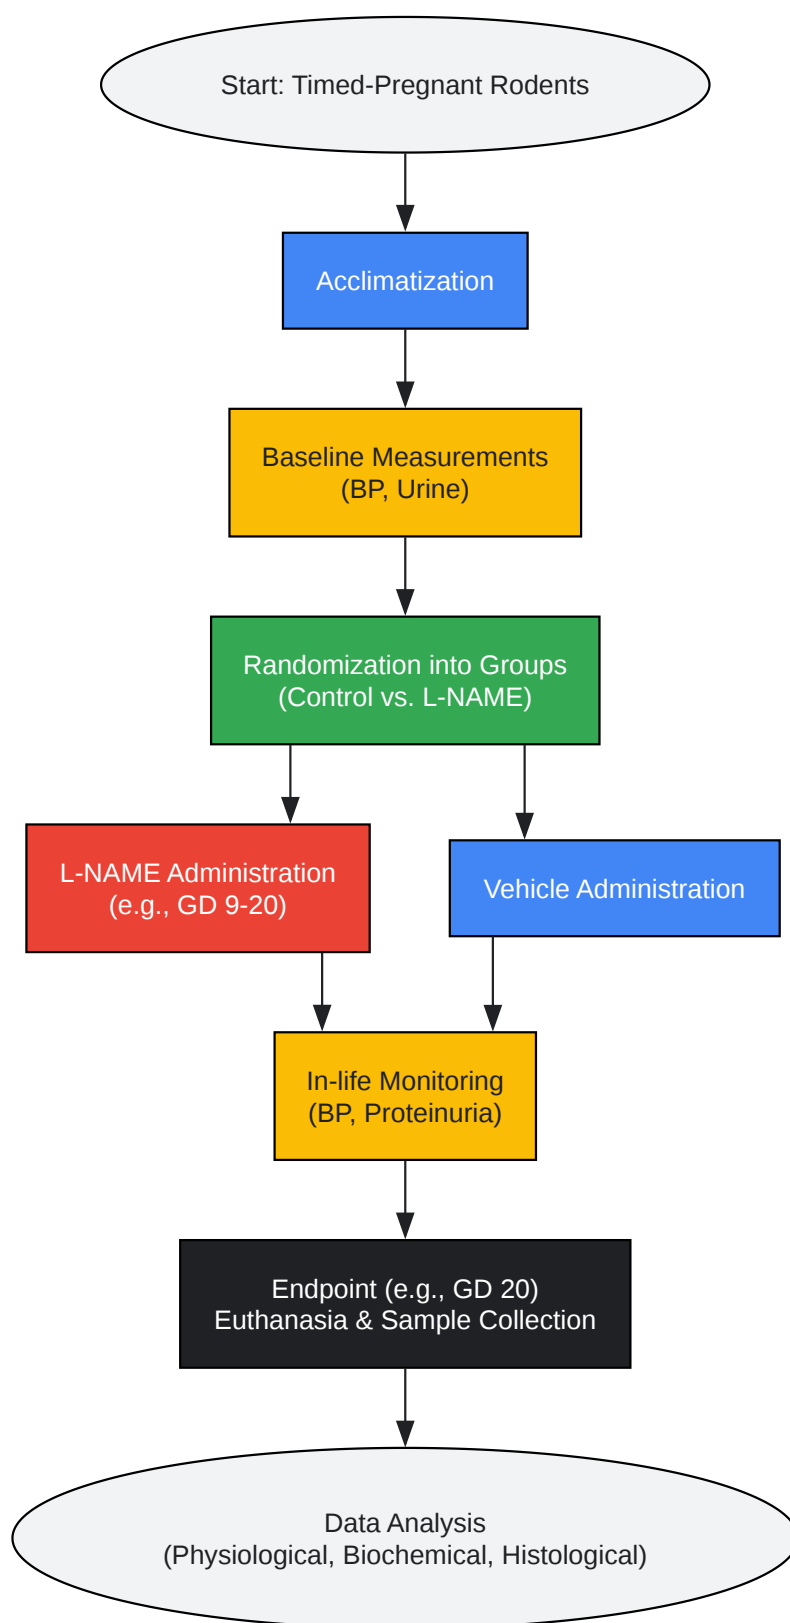 Start: Timed-Pregnant Rodents
Acclimatization
Baseline Measurements
(BP, Urine)
Randomization into Groups
(Control vs. L-NAME)
L-NAME Administration
(e.g., GD 9-20)
Vehicle Administration
In-life Monitoring
(BP, Proteinuria)
Endpoint (e.g., GD 20)
Euthanasia & Sample Collection
Data Analysis
(Physiological, Biochemical, Histological)